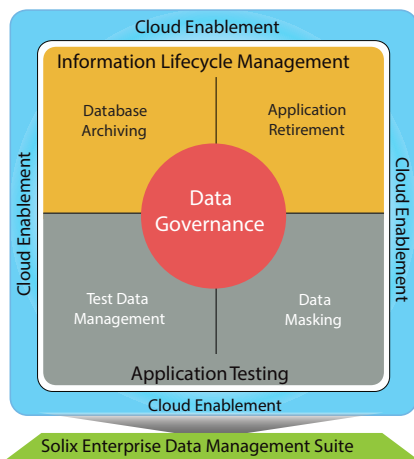 Cloud Enablement
Information Lifecycle Management
Database
Archiving
Application
Retirement
Cloud Enablement
Cloud Enablement
Data
Governance
Test Data
Management
Data
Masking
Application Testing
Cloud Enablement
Solix Enterprise Data Management Suite